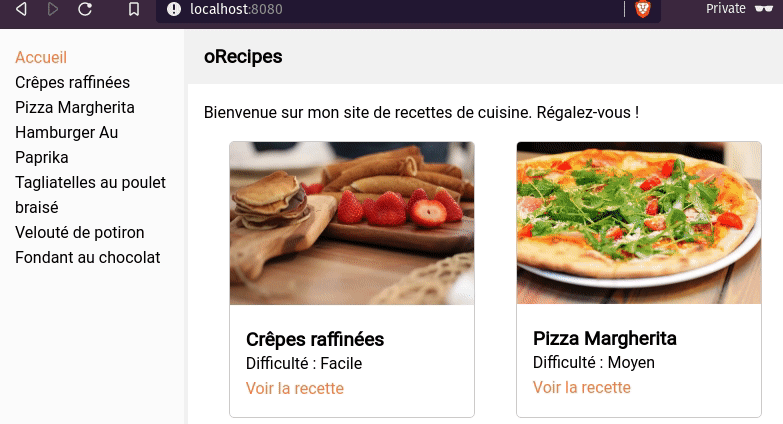 localhost:8080
Private
Accueil
Crêpes raffinées
Pizza Margherita
Hamburger Au
Paprika
Tagliatelles au poulet
braisé
Velouté de potiron
Fondant au chocolat
oRecipes
Bienvenue sur mon site de recettes de cuisine. Régalez-vous !
Crêpes raffinées
Difficulté : Facile
Voir la recette
Pizza Margherita
Difficulté : Moyen
Voir la recette